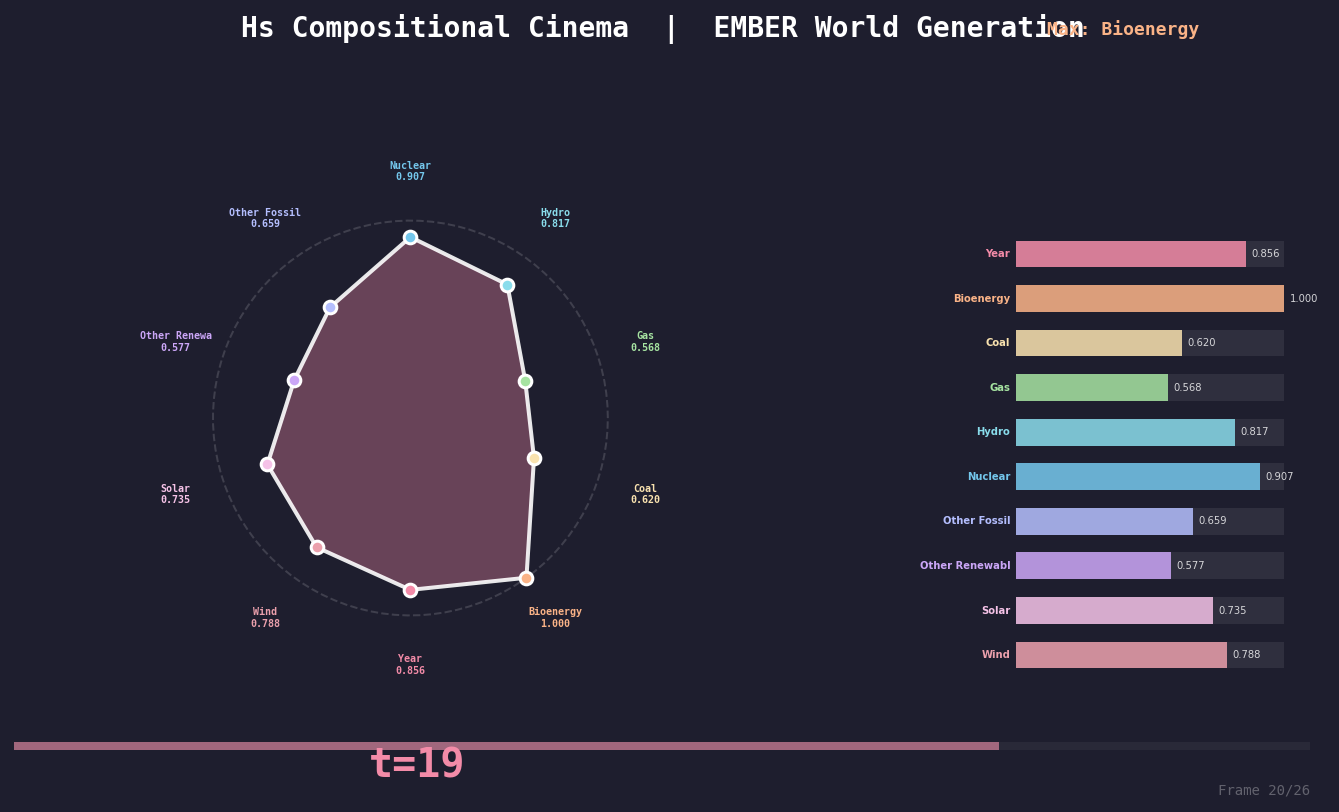 Hs Compositional Cinema  |  EMBER World Generation
Max: Bioenergy
Nuclear
0.907
Other Fossil
0.659
Hydro
0.817
Other Renewa
0.577
Gas
0.568
Solar
0.735
Coal
0.620
Wind
0.788
Bioenergy
1.000
Year
0.856
Year 0.856
Bioenergy 1.000
Coal 0.620
Gas 0.568
Hydro 0.817
Nuclear 0.907
Other Fossil 0.659
Other Renewabl 0.577
Solar 0.735
Wind 0.788
t=19
Frame 20/26